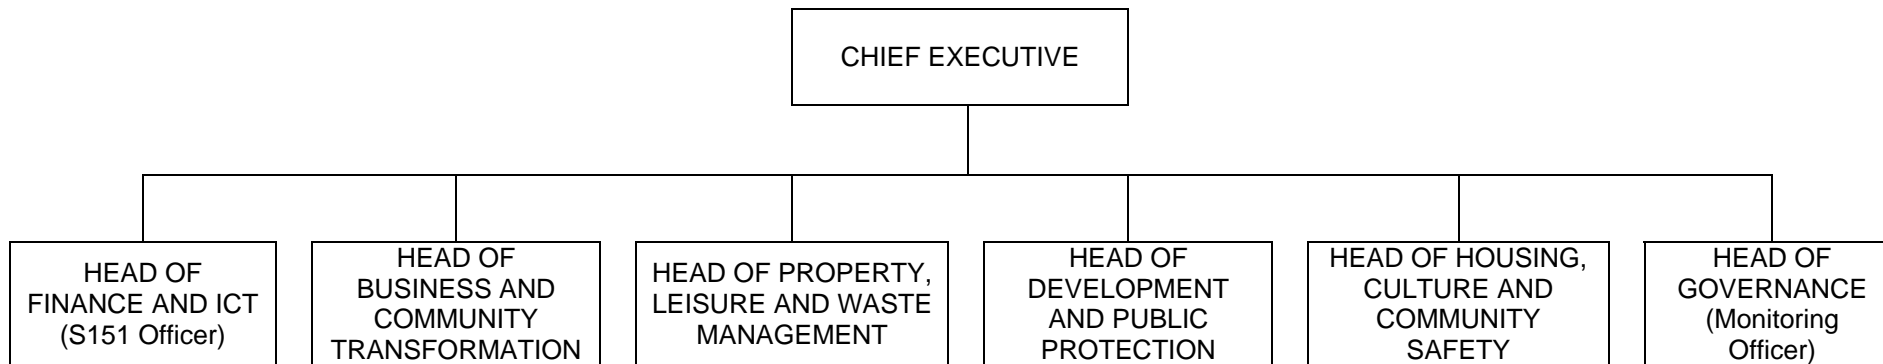 CHIEF EXECUTIVE
HEAD OF
FINANCE AND ICT
(S151 Officer)
HEAD OF
BUSINESS AND
COMMUNITY
TRANSFORMATION
HEAD OF PROPERTY,
LEISURE AND WASTE
MANAGEMENT
HEAD OF
DEVELOPMENT
AND PUBLIC
PROTECTION
HEAD OF HOUSING,
CULTURE AND
COMMUNITY
SAFETY
HEAD OF
GOVERNANCE
(Monitoring
Officer)